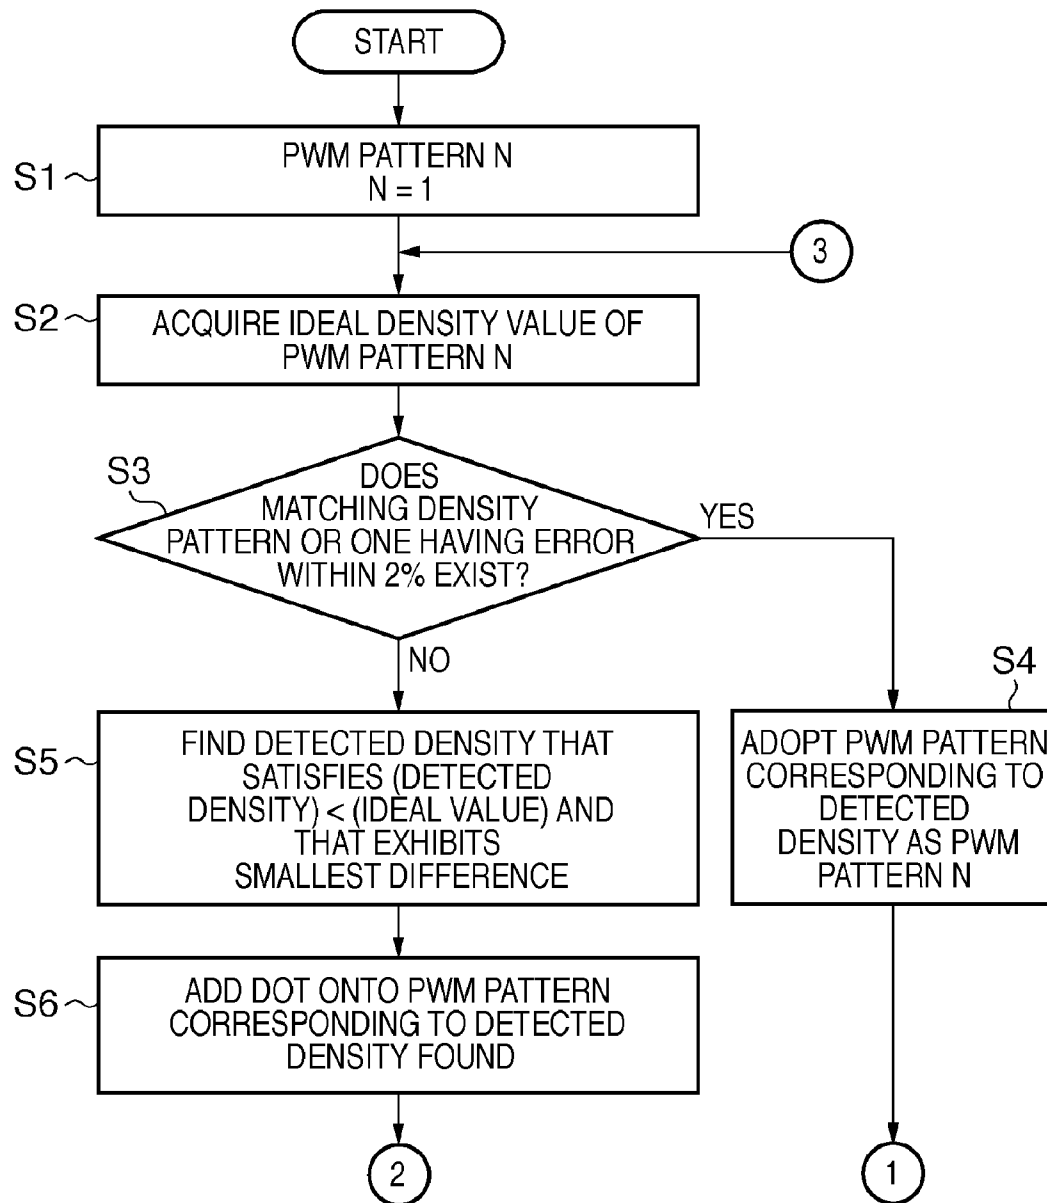 START
S1
PWM PATTERN N
N = 1
3
S2
ACQUIRE IDEAL DENSITY VALUE OF
PWM PATTERN N
S3
DOES
MATCHING DENSITY
PATTERN OR ONE HAVING ERROR
WITHIN 2% EXIST?
YES
NO
S4
ADOPT PWM PATTERN
CORRESPONDING TO
DETECTED
DENSITY AS PWM
PATTERN N
S5
FIND DETECTED DENSITY THAT
SATISFIES (DETECTED
DENSITY) < (IDEAL VALUE) AND
THAT EXHIBITS
SMALLEST DIFFERENCE
S6
ADD DOT ONTO PWM PATTERN
CORRESPONDING TO DETECTED
DENSITY FOUND
2
1